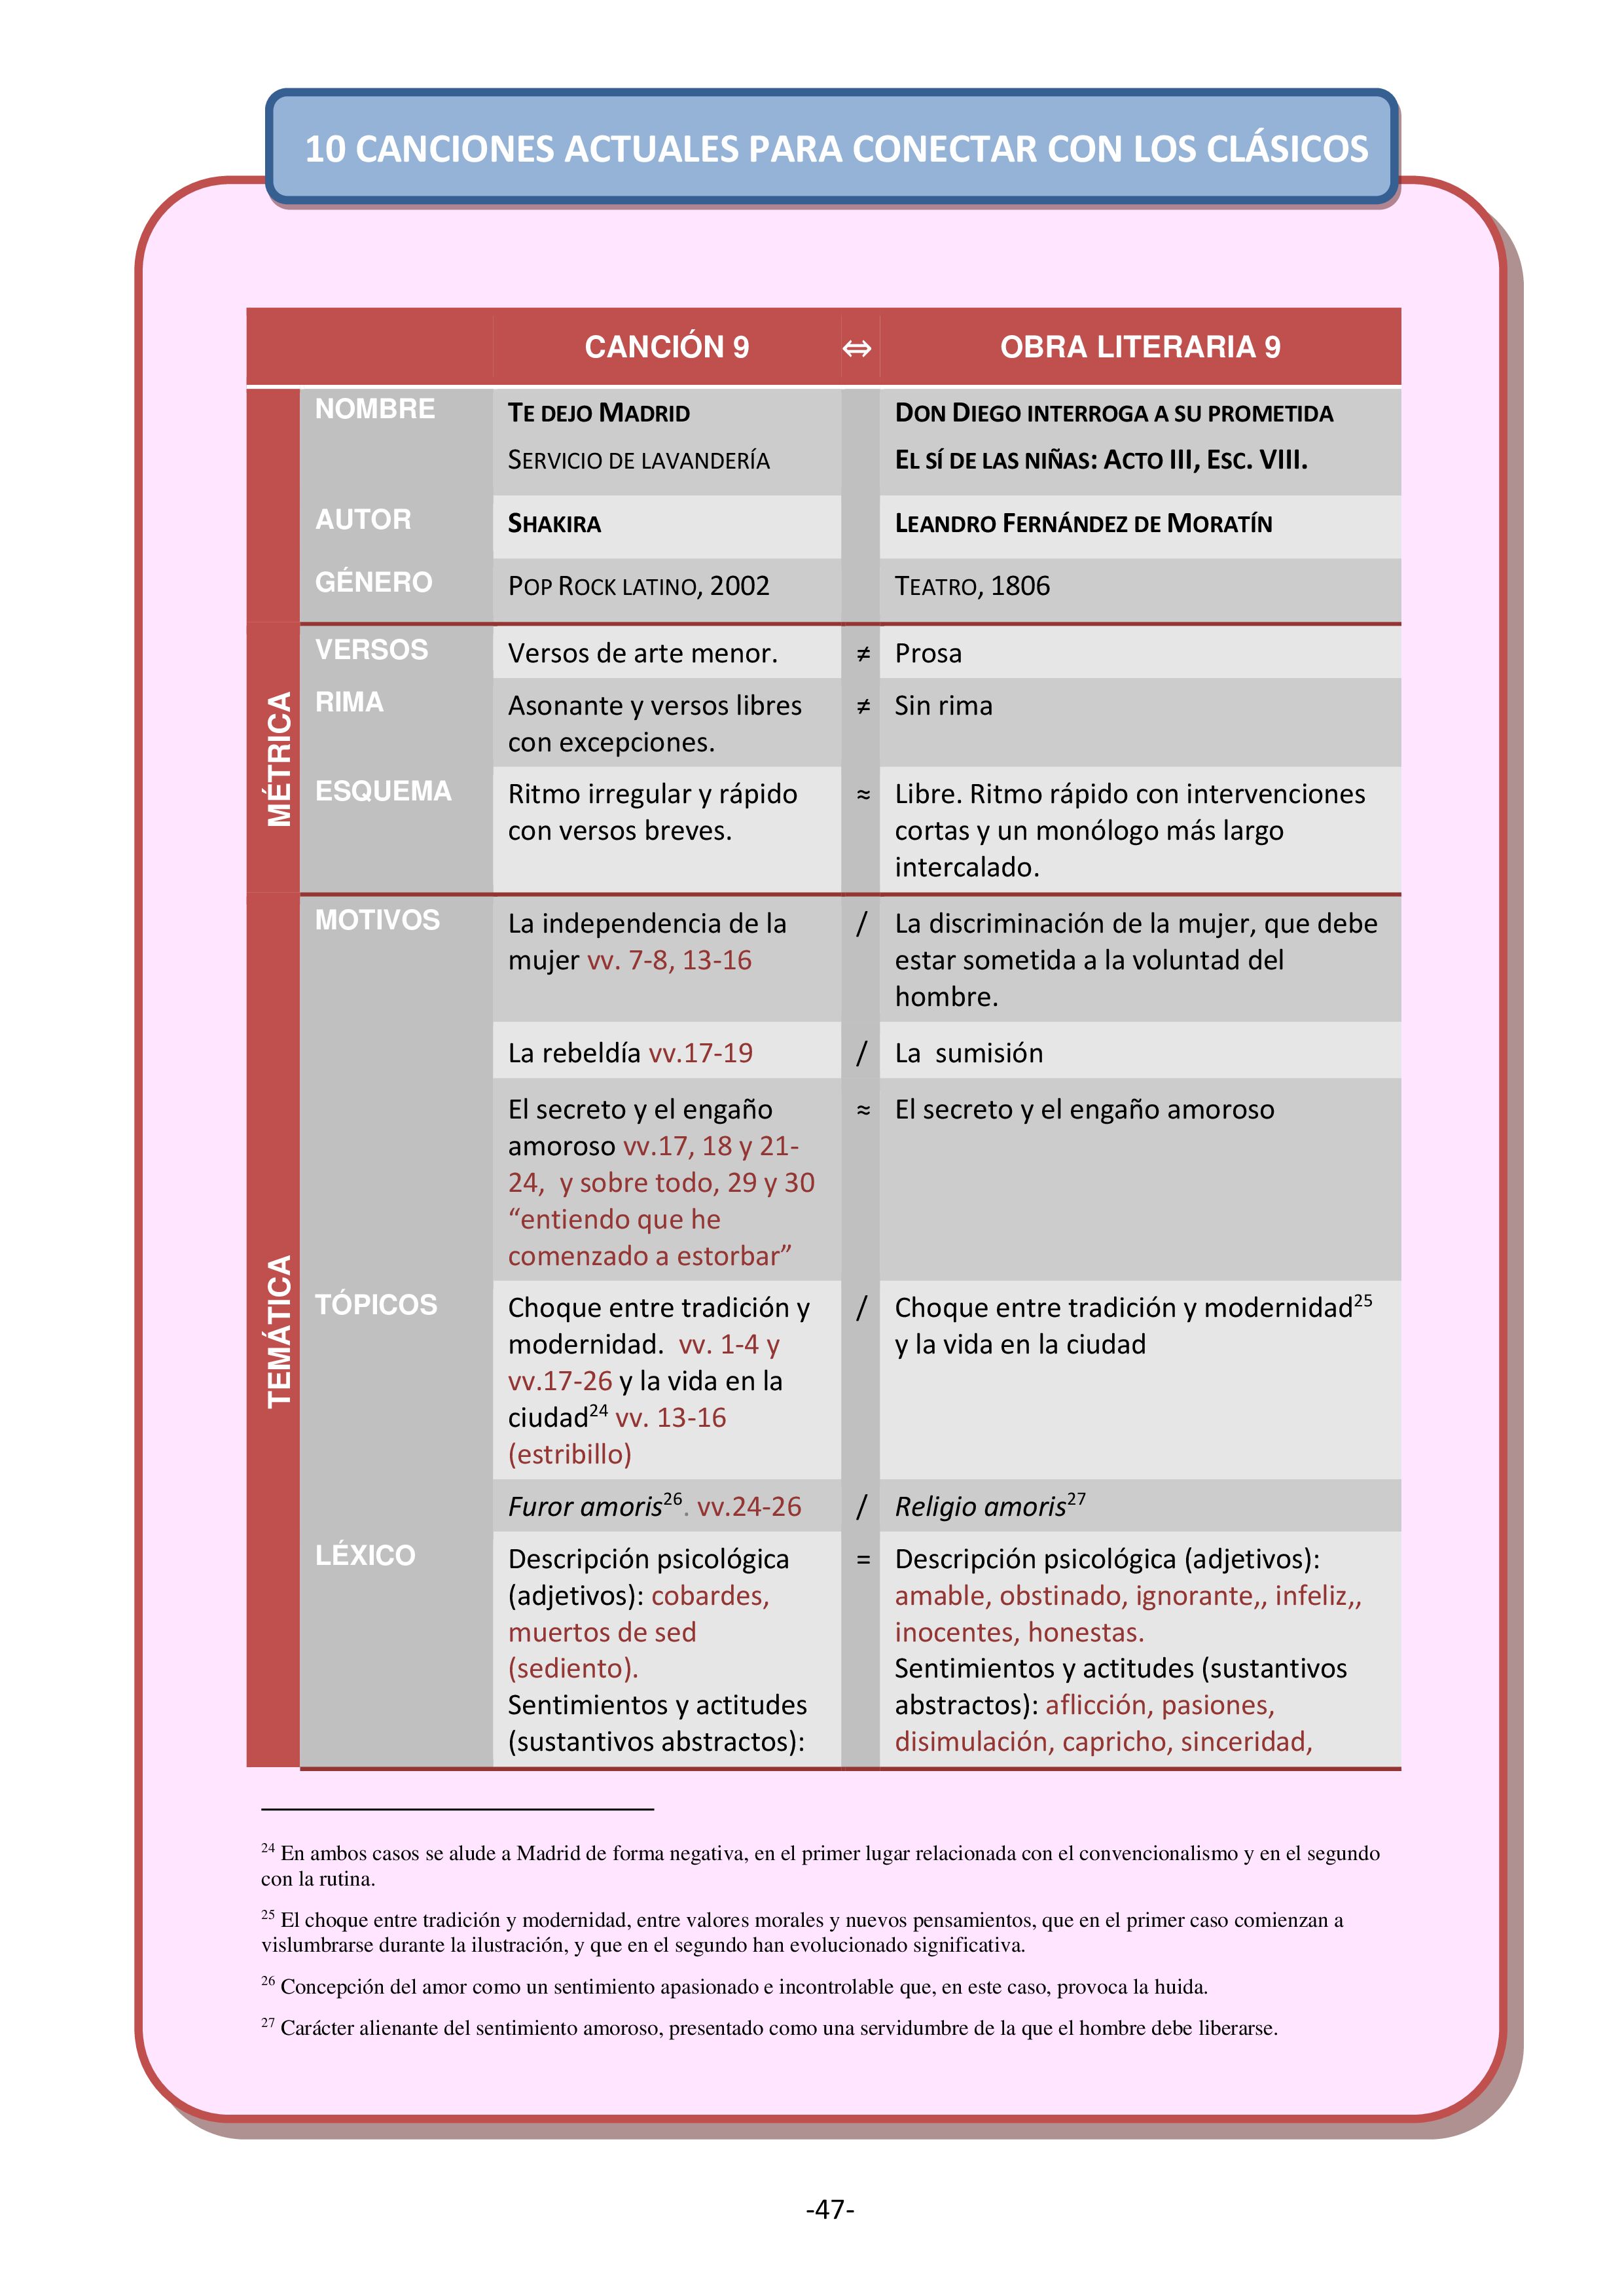 10 CANCIONES ACTUALES PARA CONECTAR CON LOS CLÁSICOS
CANCIÓN 9 ⇔ OBRA LITERARIA 9
NOMBRE
TE DEJO MADRID
SERVICIO DE LAVANDERÍA
DON DIEGO INTERROGA A SU PROMETIDA
EL SÍ DE LAS NIÑAS: ACTO III, ESC. VIII.
AUTOR
SHAKIRA
LEANDRO FERNÁNDEZ DE MORATÍN
GÉNERO
POP ROCK LATINO, 2002
TEATRO, 1806
MÉTRICA
VERSOS
Versos de arte menor.
≠
Prosa
RIMA
Asonante y versos libres
con excepciones.
≠
Sin rima
ESQUEMA
Ritmo irregular y rápido
con versos breves.
≈
Libre. Ritmo rápido con intervenciones
cortas y un monólogo más largo
intercalado.
TEMÁTICA
MOTIVOS
La independencia de la
mujer vv. 7-8, 13-16
/
La discriminación de la mujer, que debe
estar sometida a la voluntad del
hombre.
La rebeldía vv.17-19
/
La  sumisión
El secreto y el engaño
amoroso vv.17, 18 y 21-
24,  y sobre todo, 29 y 30
“entiendo que he
comenzado a estorbar”
≈
El secreto y el engaño amoroso
TÓPICOS
Choque entre tradición y
modernidad.  vv. 1-4 y
vv.17-26 y la vida en la
ciudad24 vv. 13-16
(estribillo)
/
Choque entre tradición y modernidad25
y la vida en la ciudad
Furor amoris26. vv.24-26
/
Religio amoris27
LÉXICO
Descripción psicológica
(adjetivos): cobardes,
muertos de sed
(sediento).
Sentimientos y actitudes
(sustantivos abstractos):
=
Descripción psicológica (adjetivos):
amable, obstinado, ignorante,, infeliz,,
inocentes, honestas.
Sentimientos y actitudes (sustantivos
abstractos): aflicción, pasiones,
disimulación, capricho, sinceridad,
24 En ambos casos se alude a Madrid de forma negativa, en el primer lugar relacionada con el convencionalismo y en el segundo
con la rutina.
25 El choque entre tradición y modernidad, entre valores morales y nuevos pensamientos, que en el primer caso comienzan a
vislumbrarse durante la ilustración, y que en el segundo han evolucionado significativa.
26 Concepción del amor como un sentimiento apasionado e incontrolable que, en este caso, provoca la huida.
27 Carácter alienante del sentimiento amoroso, presentado como una servidumbre de la que el hombre debe liberarse.
-47-